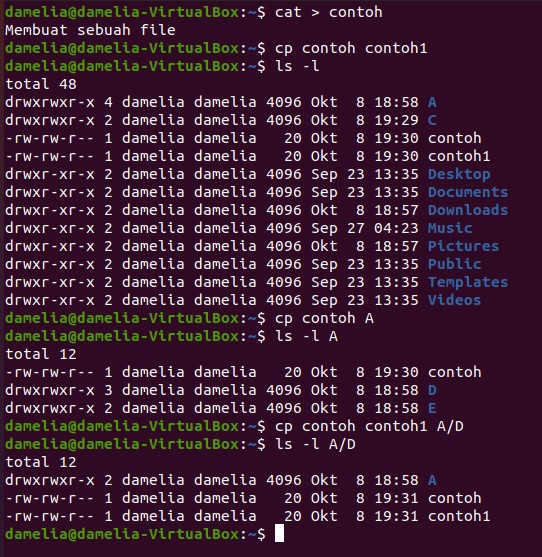 damelia@damelia-VirtualBox:~$ cat > contoh
Membuat sebuah file
damelia@damelia-VirtualBox:~$ cp contoh contoh1
damelia@damelia-VirtualBox:~$ ls -l
total 48
drwxrwxr-x 4 damelia damelia 4096 Okt  8 18:58 A
drwxrwxr-x 2 damelia damelia 4096 Okt  8 19:29 C
-rw-rw-r-- 1 damelia damelia   20 Okt  8 19:30 contoh
-rw-rw-r-- 1 damelia damelia   20 Okt  8 19:30 contoh1
drwxr-xr-x 2 damelia damelia 4096 Sep 23 13:35 Desktop
drwxr-xr-x 2 damelia damelia 4096 Sep 23 13:35 Documents
drwxr-xr-x 2 damelia damelia 4096 Okt  8 18:57 Downloads
drwxr-xr-x 2 damelia damelia 4096 Sep 27 04:23 Music
drwxr-xr-x 2 damelia damelia 4096 Okt  8 18:57 Pictures
drwxr-xr-x 2 damelia damelia 4096 Sep 23 13:35 Public
drwxr-xr-x 2 damelia damelia 4096 Sep 23 13:35 Templates
drwxr-xr-x 2 damelia damelia 4096 Sep 23 13:35 Videos
damelia@damelia-VirtualBox:~$ cp contoh A
damelia@damelia-VirtualBox:~$ ls -l A
total 12
-rw-rw-r-- 1 damelia damelia   20 Okt  8 19:30 contoh
drwxrwxr-x 3 damelia damelia 4096 Okt  8 18:58 D
drwxrwxr-x 2 damelia damelia 4096 Okt  8 18:58 E
damelia@damelia-VirtualBox:~$ cp contoh contoh1 A/D
damelia@damelia-VirtualBox:~$ ls -l A/D
total 12
drwxrwxr-x 2 damelia damelia 4096 Okt  8 18:58 A
-rw-rw-r-- 1 damelia damelia   20 Okt  8 19:31 contoh
-rw-rw-r-- 1 damelia damelia   20 Okt  8 19:31 contoh1
damelia@damelia-VirtualBox:~$